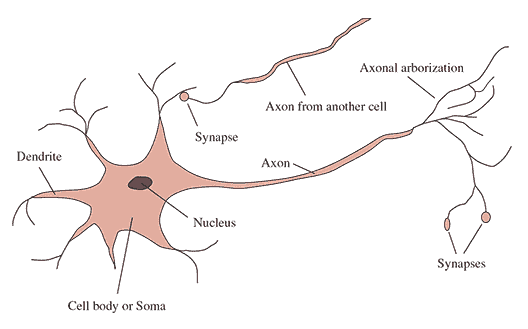 Axonal arborization
Axon from another cell
Synapse
Dendrite
Axon
Nucleus
Synapses
Cell body or Soma